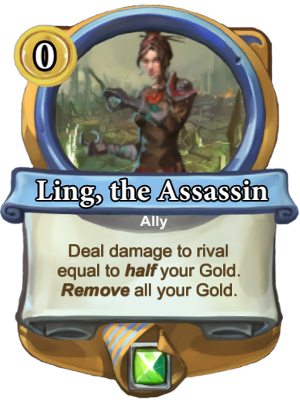 0
Ling, the Assassin
Ally
Deal damage to rival
equal to half your Gold.
Remove all your Gold.